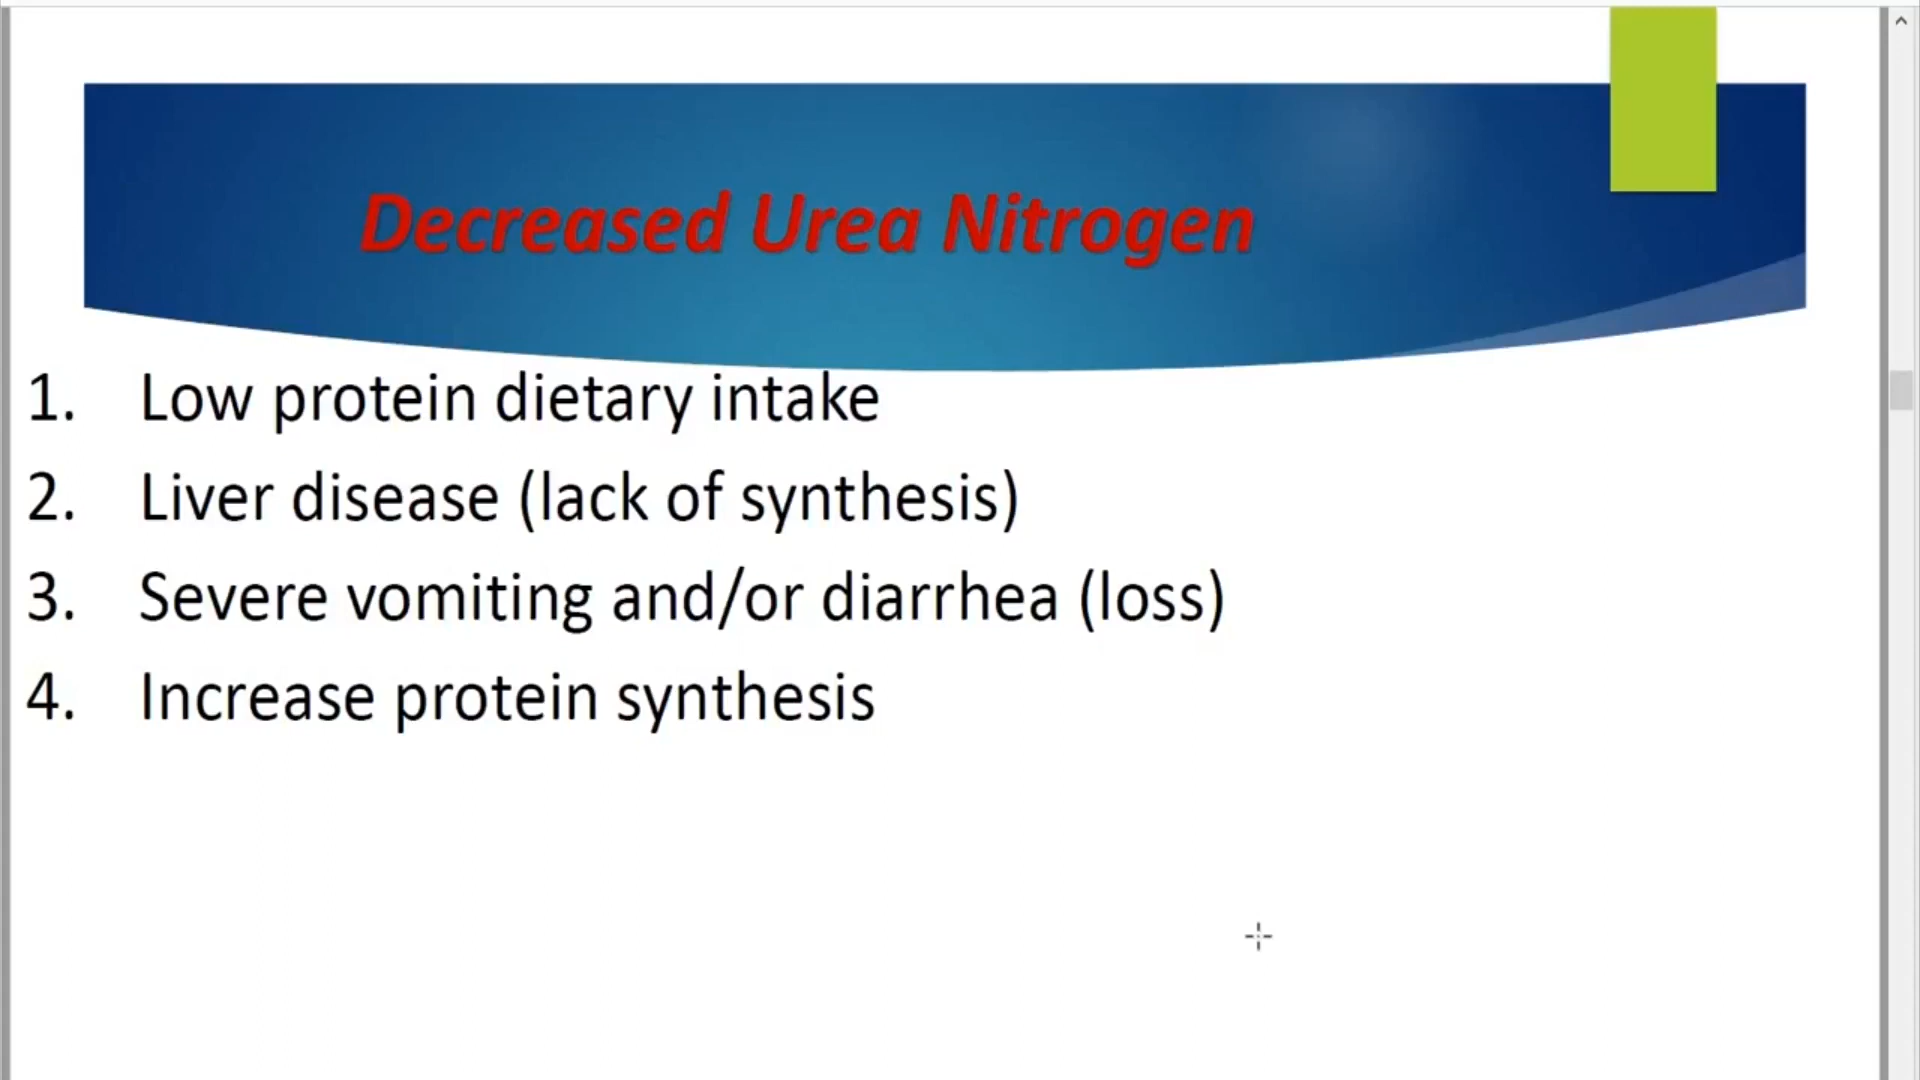 Decreased Urea Nitrogen
1. Low protein dietary intake
2. Liver disease (lack of synthesis)
3. Severe vomiting and/or diarrhea (loss)
4. Increase protein synthesis